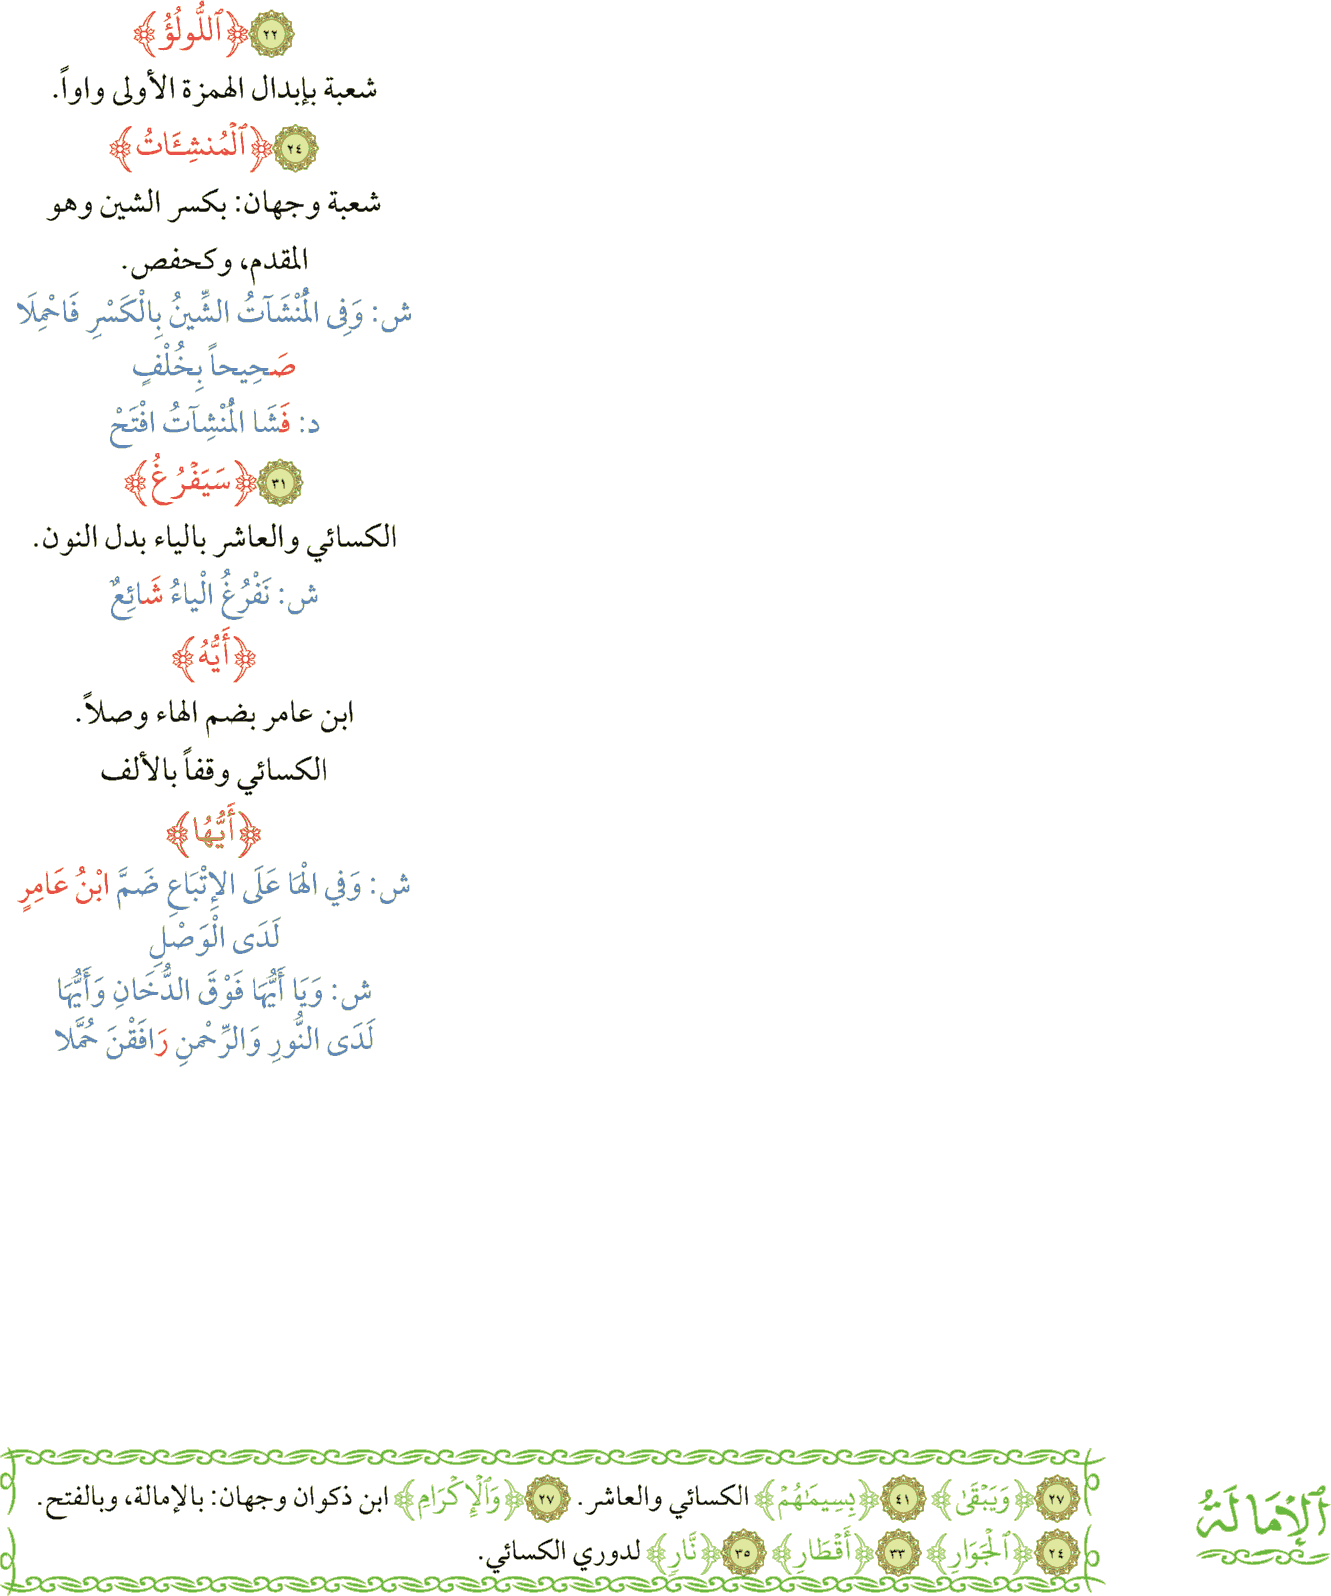 ٢٢ ﴿ٱللُّولُؤُ﴾
شعبة بإبدال الهمزة الأولى واواً.
٢٤ ﴿ٱلۡمُنشِـَٔاتُ﴾
شعبة وجهان: بكسر الشين وهو
المقدم، وكحفص.
ش: وَفِى الْمُنْشَآتُ الشِّينُ بِالْكَسْرِ فَاحْمِلَا
صَحِيحاً بِخُلْفٍ
د: فَشَا الْمُنْشِآتُ افْتَحْ
٣١ ﴿سَيَفۡرُغُ﴾
الكسائي والعاشر بالياء بدل النون.
ش: نَفْرُغُ الْياءُ شَائِعٌ
﴿أَيُّهُ﴾
ابن عامر بضم الهاء وصلاً.
الكسائي وقفاً بالألف
﴿أَيُّهَا﴾
ش: وَفِي الْهَا عَلَى الإِتْبَاعِ ضَمَّ ابْنُ عَامِرٍ
لَدَى الْوَصْلِ
ش: وَيَا أَيُّهَا فَوْقَ الدُّخَانِ وَأَيُّهَا
لَدَى النُّورِ وَالرَّحْمنِ رَافَقْنَ حُمَّلا
ٱلْإِمَالَةُ
٢٧ ﴿وَيَبۡقَىٰ﴾ ٤١ ﴿بِسِيمَٰهُمۡ﴾ الكسائي والعاشر. ٢٧ ﴿وَٱلۡإِكۡرَامِ﴾ ابن ذكوان وجهان: بالإمالة، وبالفتح.
٢٤ ﴿ٱلۡجَوَارِ﴾ ٣٣ ﴿أَقۡطَارِ﴾ ٣٥ ﴿نَّارٖ﴾ لدوري الكسائي.